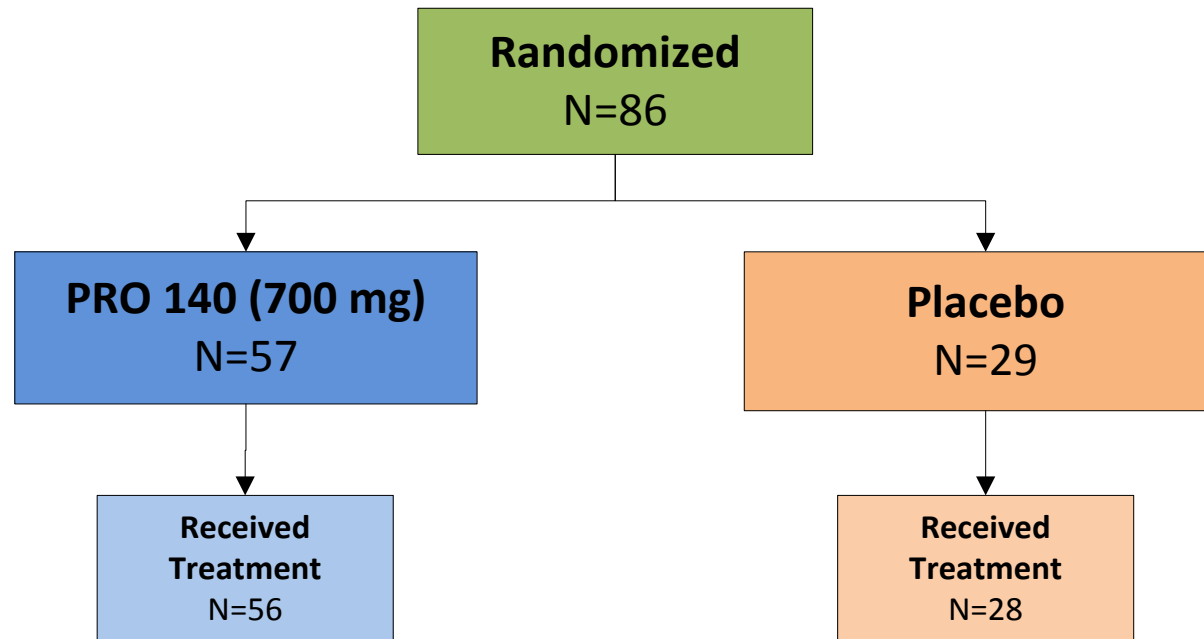 Randomized
N=86
PRO 140 (700 mg)
N=57
Placebo
N=29
Received
Treatment
N=56
Received
Treatment
N=28